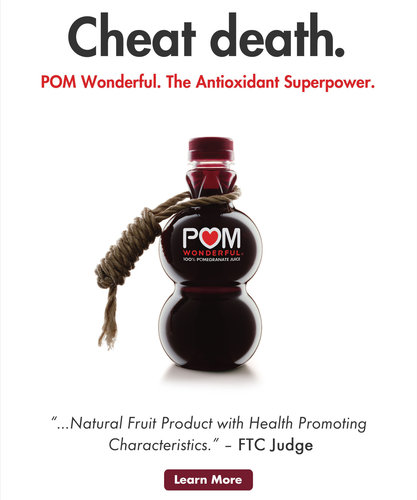 Cheat death.
POM Wonderful. The Antioxidant Superpower.
POM
WONDERFUL.
100% POMEGRANATE JUICE
“...Natural Fruit Product with Health Promoting
Characteristics.” – FTC Judge
Learn More